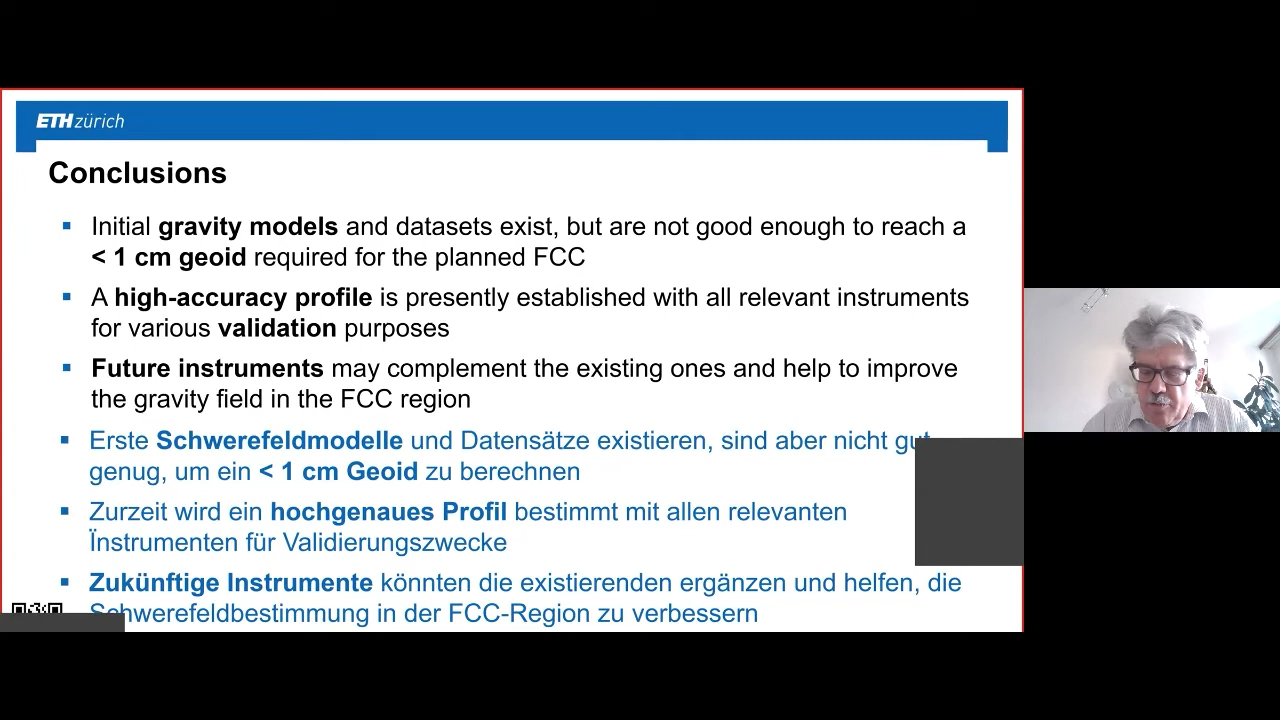 ETH zürich
Conclusions
▪ Initial gravity models and datasets exist, but are not good enough to reach a
< 1 cm geoid required for the planned FCC
▪ A high-accuracy profile is presently established with all relevant instruments
for various validation purposes
▪ Future instruments may complement the existing ones and help to improve
the gravity field in the FCC region
▪ Erste Schwerefeldmodelle und Datensätze existieren, sind aber nicht gut
genug, um ein < 1 cm Geoid zu berechnen
▪ Zurzeit wird ein hochgenaues Profil bestimmt mit allen relevanten
Ïnstrumenten für Validierungszwecke
▪ Zukünftige Instrumente könnten die existierenden ergänzen und helfen, die
Schwerefeldbestimmung in der FCC-Region zu verbessern